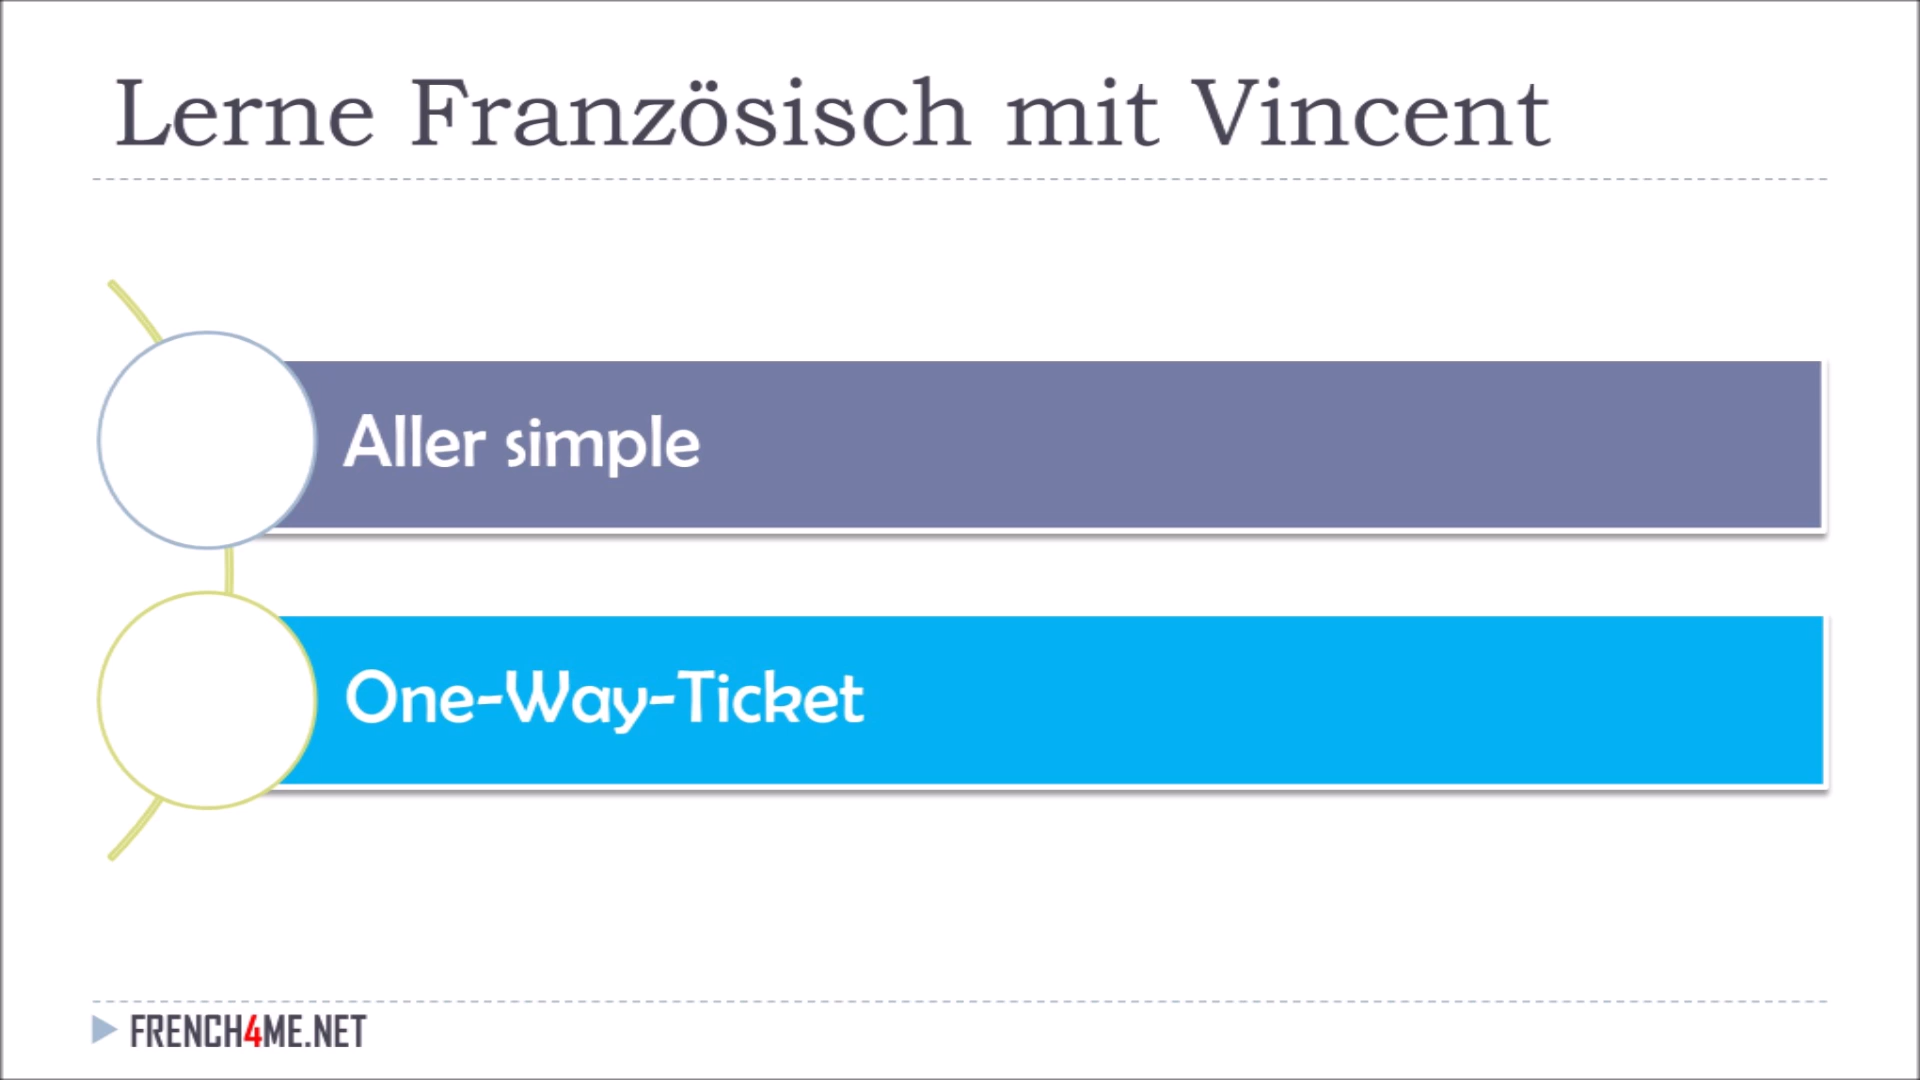 Lerne Französisch mit Vincent
Aller simple
One-Way-Ticket
FRENCH4ME.NET